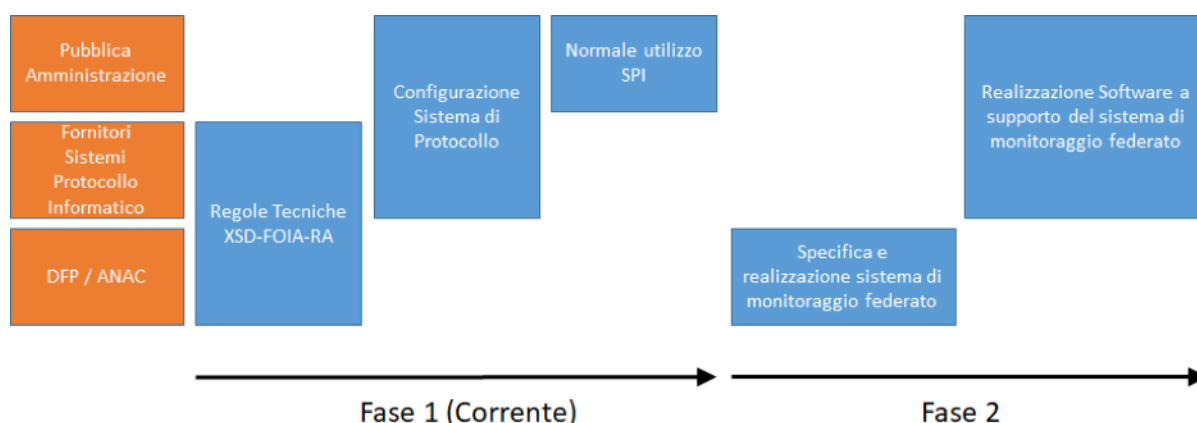 Pubblica
Amministrazione
Fornitori
Sistemi
Protocollo
Informatico
DFP / ANAC
Regole Tecniche
XSD-FOIA-RA
Configurazione
Sistema di
Protocollo
Normale utilizzo
SPI
Specifica e
realizzazione sistema di
monitoraggio federato
Realizzazione Software a
supporto del sistema di
monitoraggio federato
Fase 1 (Corrente)
Fase 2